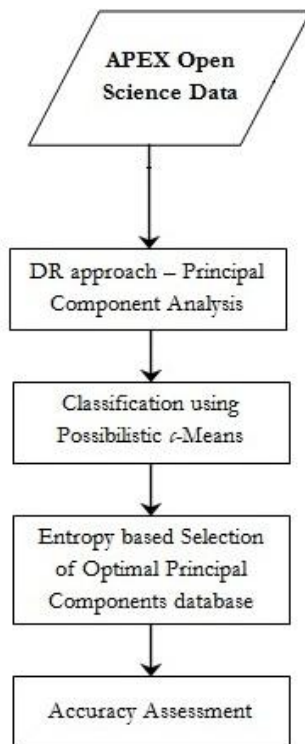 APEX Open
Science Data
DR approach – Principal
Component Analysis
Classification using
Possibilistic c-Means
Entropy based Selection
of Optimal Principal
Components database
Accuracy Assessment